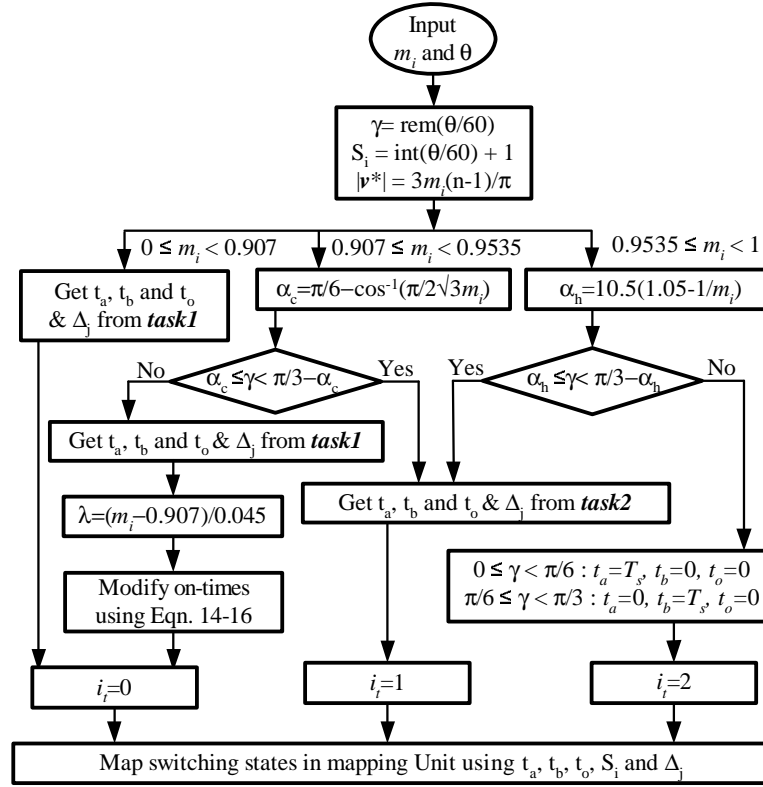 Input
m_i and θ
γ= rem(θ/60)
S_i = int(θ/60) + 1
|v*| = 3m_i(n-1)/π
0 ≤ m_i < 0.907
0.907 ≤ m_i < 0.9535
0.9535 ≤ m_i < 1
Get t_a, t_b and t_o
& Δ_j from task1
α_c=π/6−cos⁻¹(π/2√3m_i)
α_h=10.5(1.05-1/m_i)
No
α_c ≤γ< π/3−α_c
Yes
Yes
α_h ≤γ< π/3−α_h
No
Get t_a, t_b and t_o & Δ_j from task1
λ=(m_i−0.907)/0.045
Get t_a, t_b and t_o & Δ_j from task2
Modify on-times
using Eqn. 14-16
0 ≤ γ < π/6 : t_a=T_s, t_b=0, t_o=0
π/6 ≤ γ < π/3 : t_a=0, t_b=T_s, t_o=0
i_t=0
i_t=1
i_t=2
Map switching states in mapping Unit using t_a, t_b, t_o, S_i and Δ_j